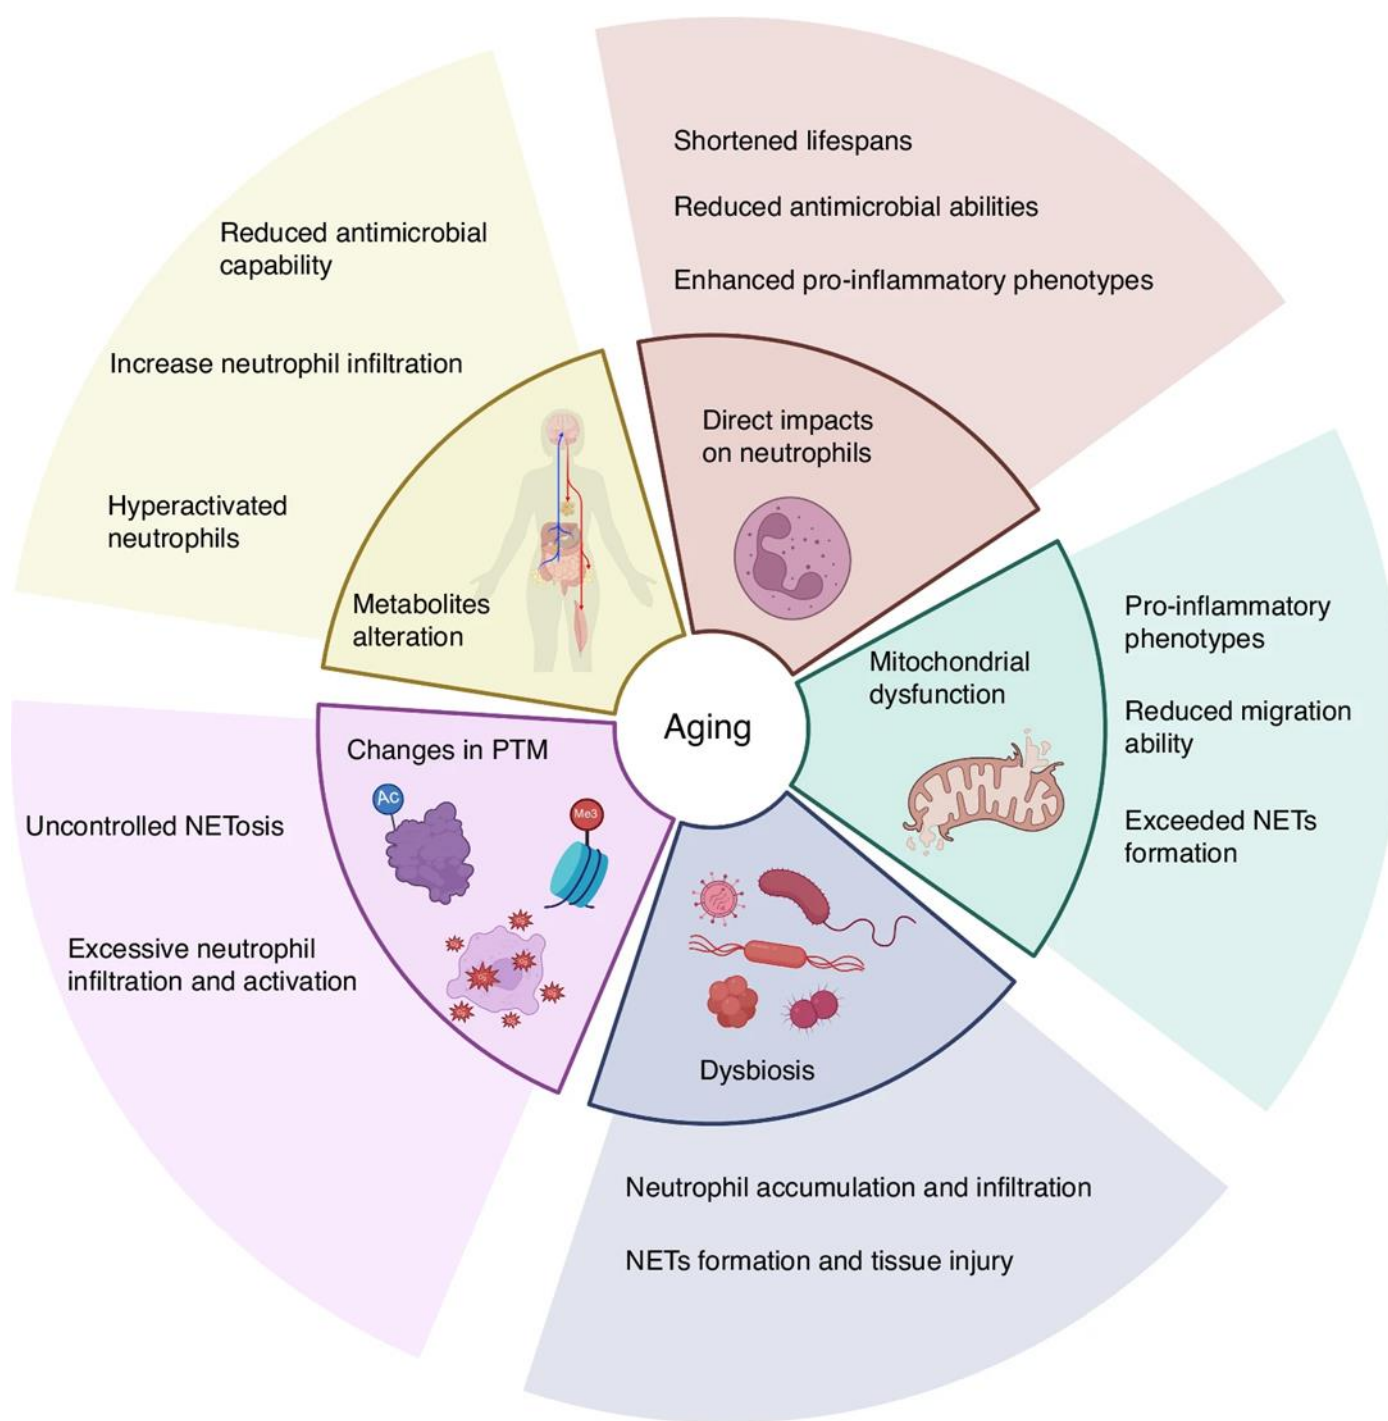 Shortened lifespans
Reduced antimicrobial abilities
Enhanced pro-inflammatory phenotypes
Direct impacts
on neutrophils
Reduced antimicrobial
capability
Increase neutrophil infiltration
Hyperactivated
neutrophils
Metabolites
alteration
Pro-inflammatory
phenotypes
Reduced migration
ability
Exceeded NETs
formation
Mitochondrial
dysfunction
Aging
Changes in PTM
Ac
Me3
Uncontrolled NETosis
Excessive neutrophil
infiltration and activation
Dysbiosis
Neutrophil accumulation and infiltration
NETs formation and tissue injury